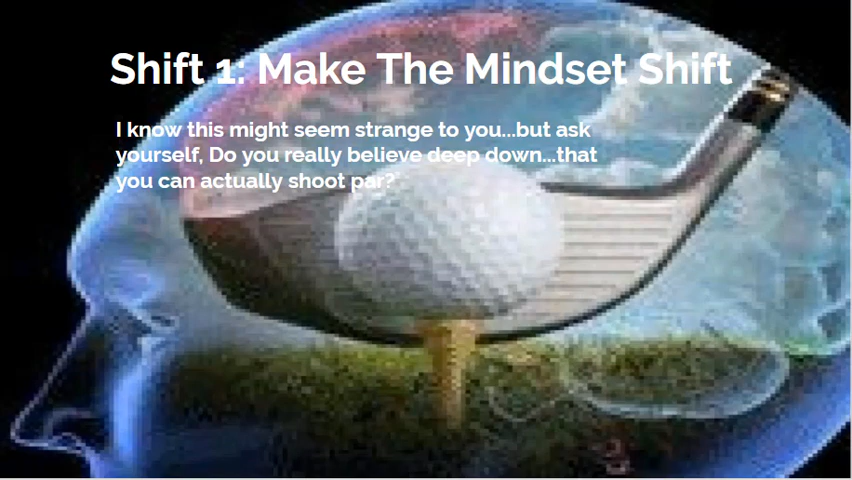 Shift 1: Make The Mindset Shift
I know this might seem strange to you...but ask
yourself, Do you really believe deep down...that
you can actually shoot par?